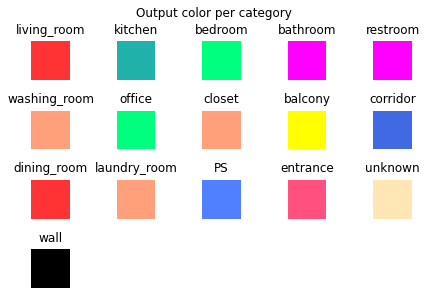 Output color per category
living_room kitchen bedroom bathroom restroom
washing_room office closet balcony corridor
dining_room laundry_room PS entrance unknown
wall